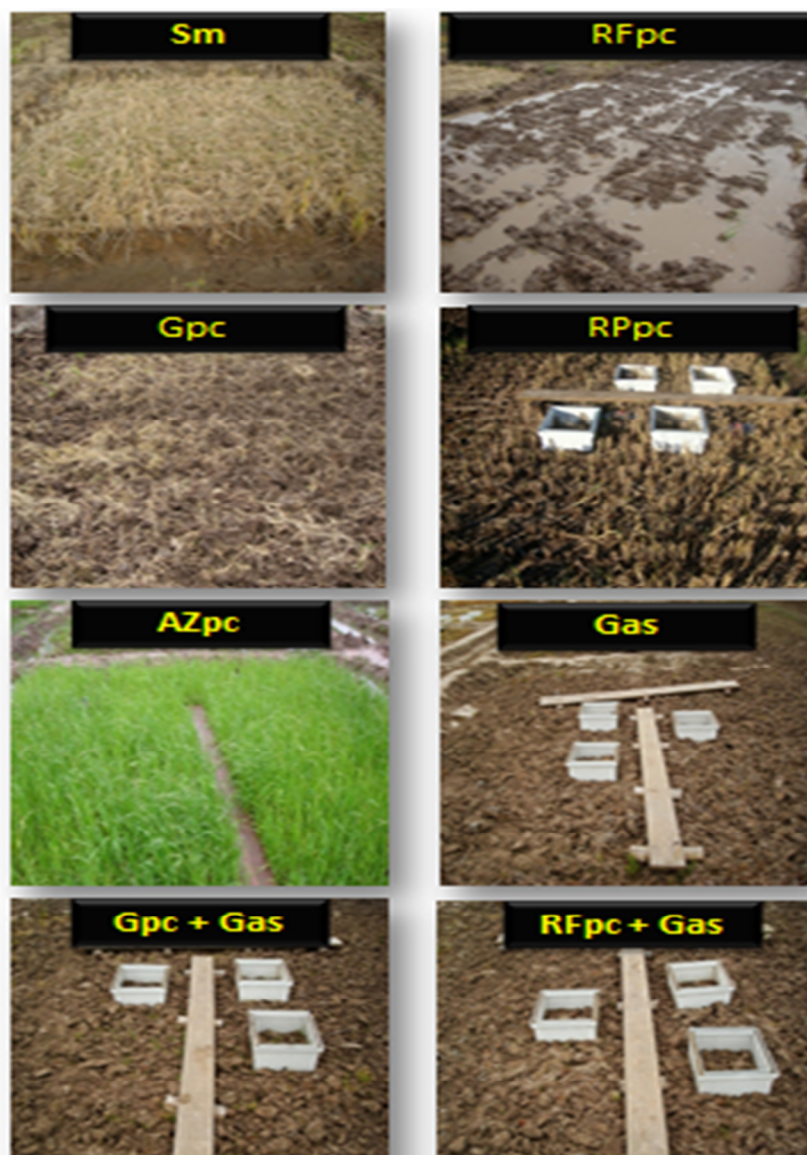 Sm
RFpc
Gpc
RPpc
AZpc
Gas
Gpc + Gas
RFpc + Gas